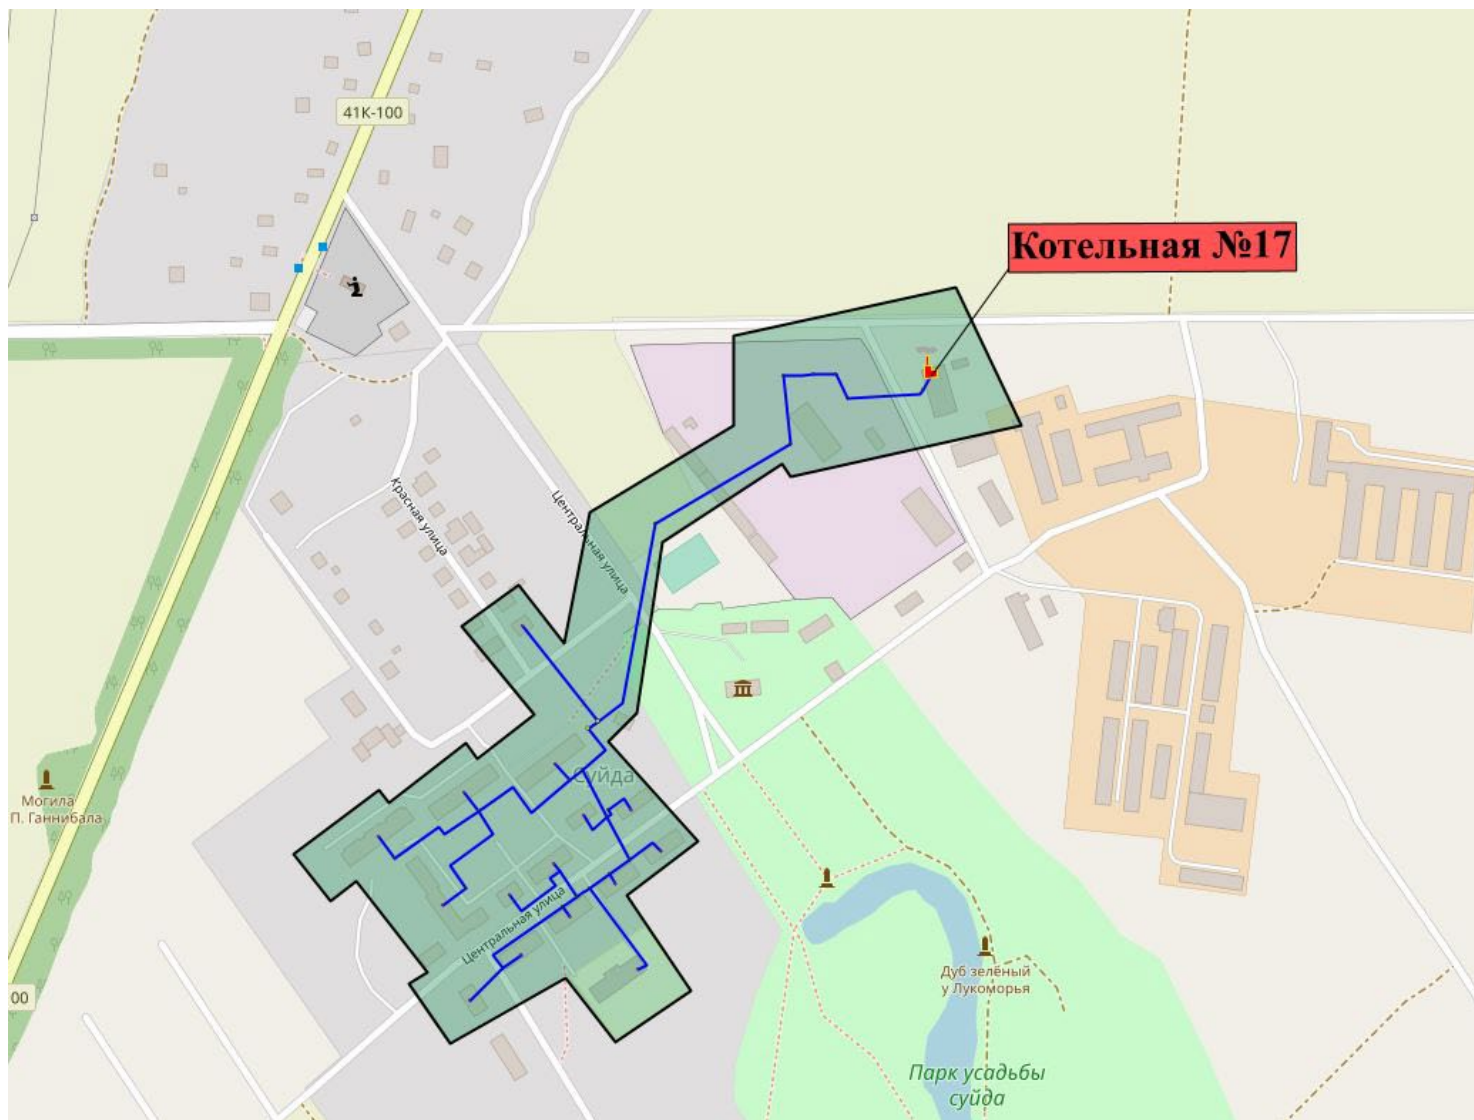 41К-100
Котельная №17
Красная улица
Центральная улица
Суйда
Могила
П. Ганнибала
Центральная улица
Дуб зелёный
у Лукоморья
00
Парк усадьбы
суйда